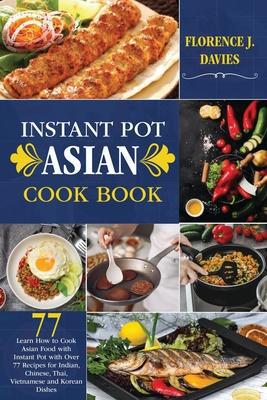 FLORENCE J.
DAVIES
INSTANT POT
ASIAN
COOK BOOK
77
Learn How to Cook
Asian Food with
Instant Pot with Over
77 Recipes for Indian,
Chinese, Thai,
Vietnamese and Korean
Dishes